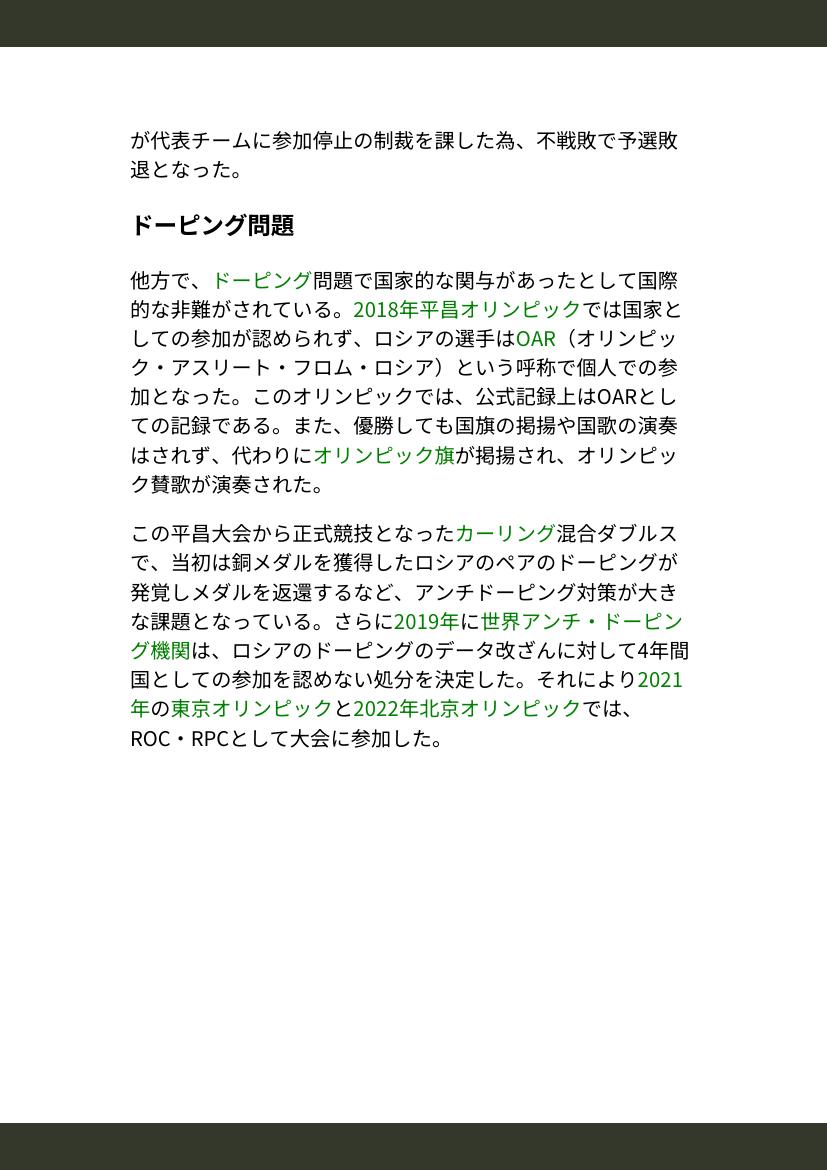 が代表チームに参加停止の制裁を課した為、不戦敗で予選敗
退となった。
ドーピング問題
他方で、ドーピング問題で国家的な関与があったとして国際
的な非難がされている。2018年平昌オリンピックでは国家と
しての参加が認められず、ロシアの選手はOAR（オリンピッ
ク・アスリート・フロム・ロシア）という呼称で個人での参
加となった。このオリンピックでは、公式記録上はOARとし
ての記録である。また、優勝しても国旗の掲揚や国歌の演奏
はされず、代わりにオリンピック旗が掲揚され、オリンピッ
ク賛歌が演奏された。
この平昌大会から正式競技となったカーリング混合ダブルス
で、当初は銅メダルを獲得したロシアのペアのドーピングが
発覚しメダルを返還するなど、アンチドーピング対策が大き
な課題となっている。さらに2019年に世界アンチ・ドーピン
グ機関は、ロシアのドーピングのデータ改ざんに対して4年間
国としての参加を認めない処分を決定した。それにより2021
年の東京オリンピックと2022年北京オリンピックでは、
ROC・RPCとして大会に参加した。